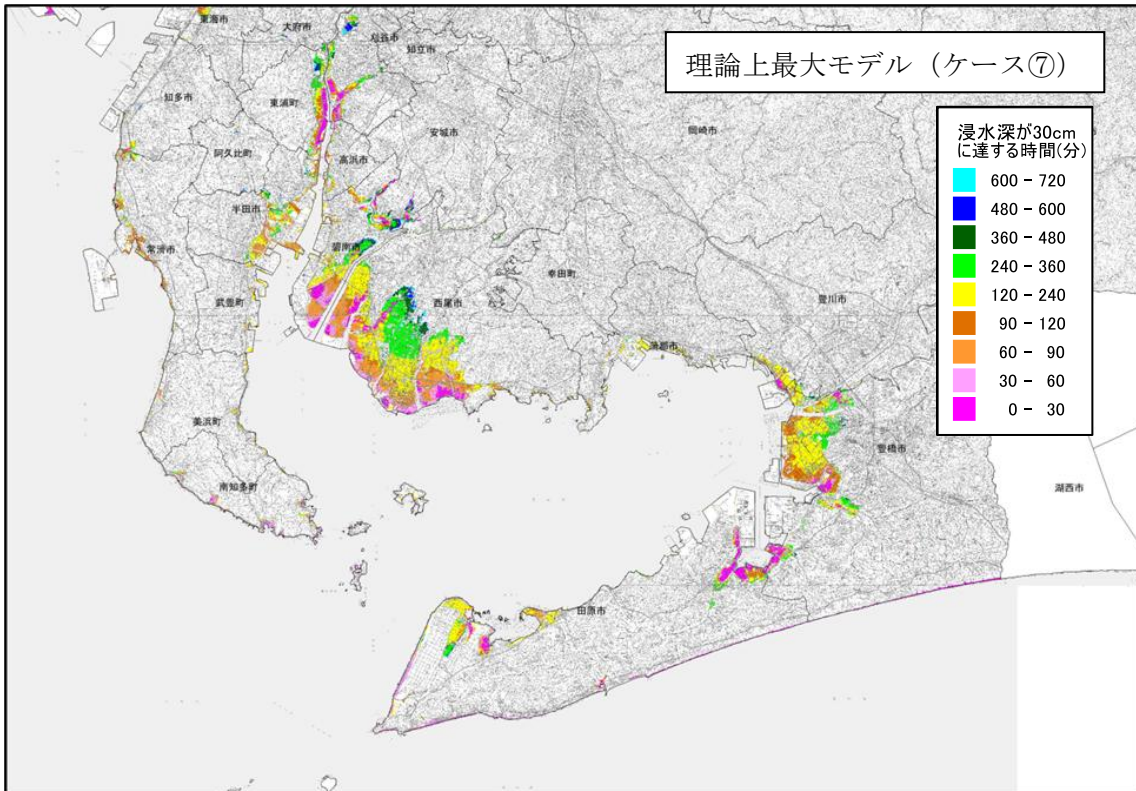 東海市
大府市
刈谷市
知立市
理論上最大モデル（ケース⑦）
知多市
東浦町
安城市
岡崎市
浸水深が30cm
に達する時間(分)
阿久比町
高浜市
600－720
480－600
半田市
360－480
常滑市
碧南市
240－360
幸田町
120－240
武豊町
西尾市
豊川市
90－120
60－90
蒲郡市
30－60
0－30
美浜町
豊橋市
南知多町
湖西市
田原市